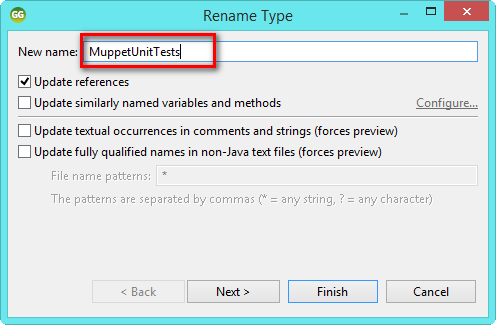 GG
Rename Type
New name: MuppetUnitTests
Update references
Update similarly named variables and methods Configure...
Update textual occurrences in comments and strings (forces preview)
Update fully qualified names in non-Java text files (forces preview)
File name patterns: *
The patterns are separated by commas (* = any string, ? = any character)
< Back Next > Finish Cancel